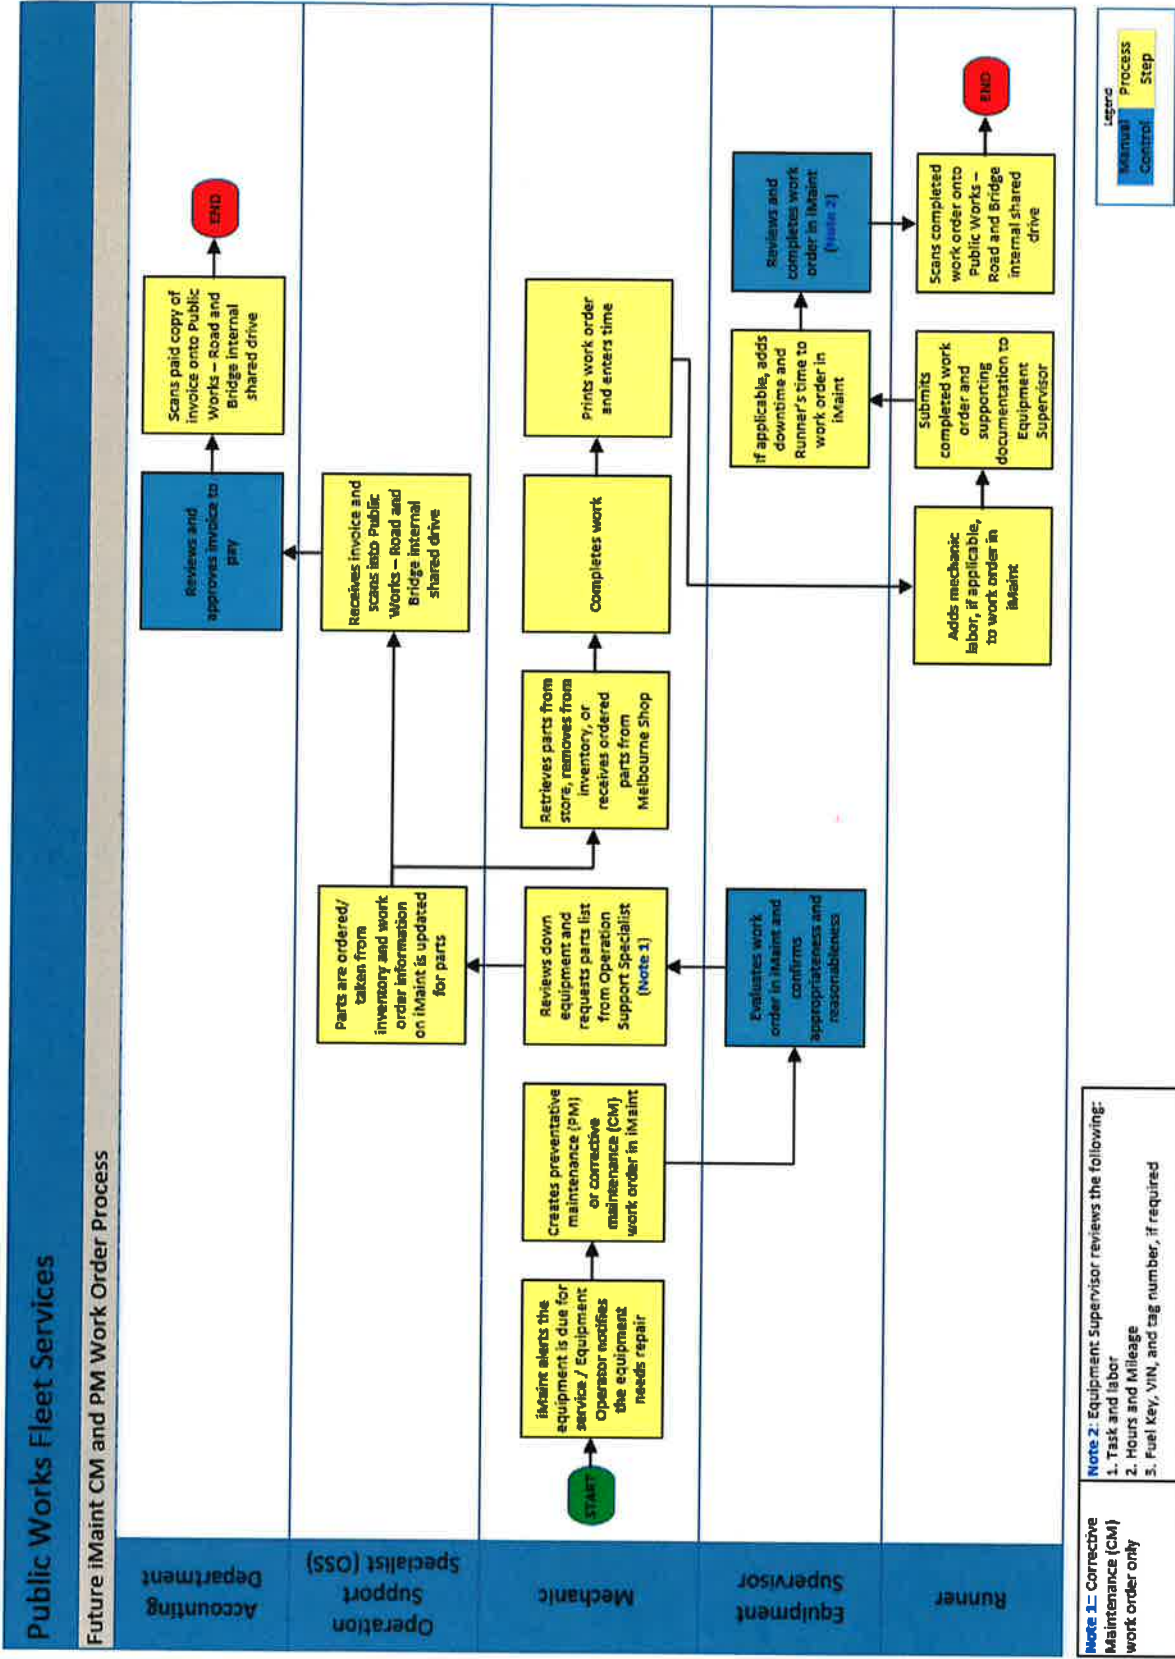 Public Works Fleet Services
Future iMaint CM and PM Work Order Process
Accounting
Department
Reviews and
approves invoice to
pay
Scans paid copy of
invoice onto Public
Works – Road and
Bridge internal
shared drive
END
Operation
Support
Specialist (OSS)
Parts are ordered/
taken from
inventory and work
order information
on iMaint is updated
for parts
Receives invoice and
scans into Public
Works – Road and
Bridge internal
shared drive
Mechanic
START
iMaint alerts the
equipment is due for
service / Equipment
Operator notifies
the equipment
needs repair
Creates preventative
maintenance (PM)
or corrective
maintenance (CM)
work order in iMaint
Reviews down
equipment and
requests parts list
from Operation
Support Specialist
(Note 1)
Retrieves parts from
store, removes from
inventory, or
receives ordered
parts from
Melbourne Shop
Completes work
Prints work order
and enters time
Equipment
Supervisor
Evaluates work
order in iMaint and
confirms
appropriateness and
reasonableness
If applicable, adds
downtime and
Runner's time to
work order in
iMaint
Reviews and
completes work
order in iMaint
(Note 2)
Runner
Adds mechanic
labor, if applicable,
to work order in
iMaint
Submits
completed work
order and
supporting
documentation to
Equipment
Supervisor
Scans completed
work order onto
Public Works –
Road and Bridge
internal shared
drive
END
Note 1: Corrective
Maintenance (CM)
work order only
Note 2: Equipment Supervisor reviews the following:
1. Task and labor
2. Hours and Mileage
3. Fuel Key, VIN, and tag number, if required
Legend
Manual
Control
Process
Step